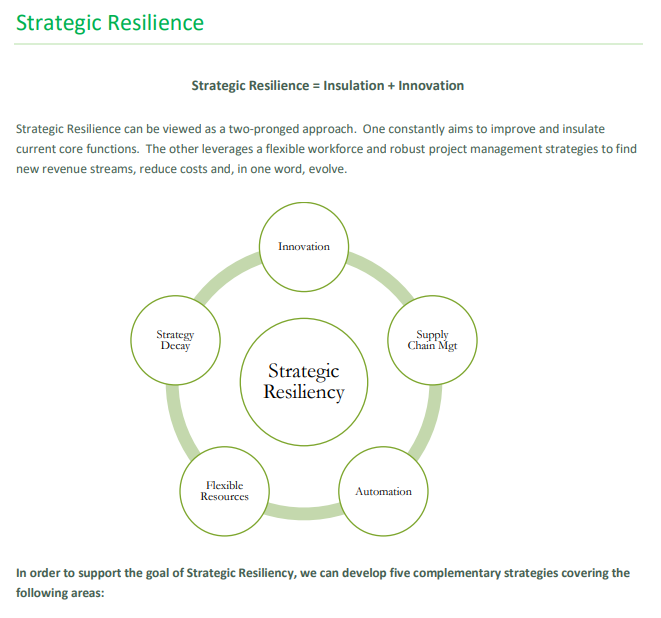 Strategic Resilience
Strategic Resilience = Insulation + Innovation
Strategic Resilience can be viewed as a two-pronged approach.  One constantly aims to improve and insulate
current core functions.  The other leverages a flexible workforce and robust project management strategies to find
new revenue streams, reduce costs and, in one word, evolve.
Innovation
Supply
Chain Mgt
Automation
Flexible
Resources
Strategy
Decay
Strategic
Resiliency
In order to support the goal of Strategic Resiliency, we can develop five complementary strategies covering the
following areas: